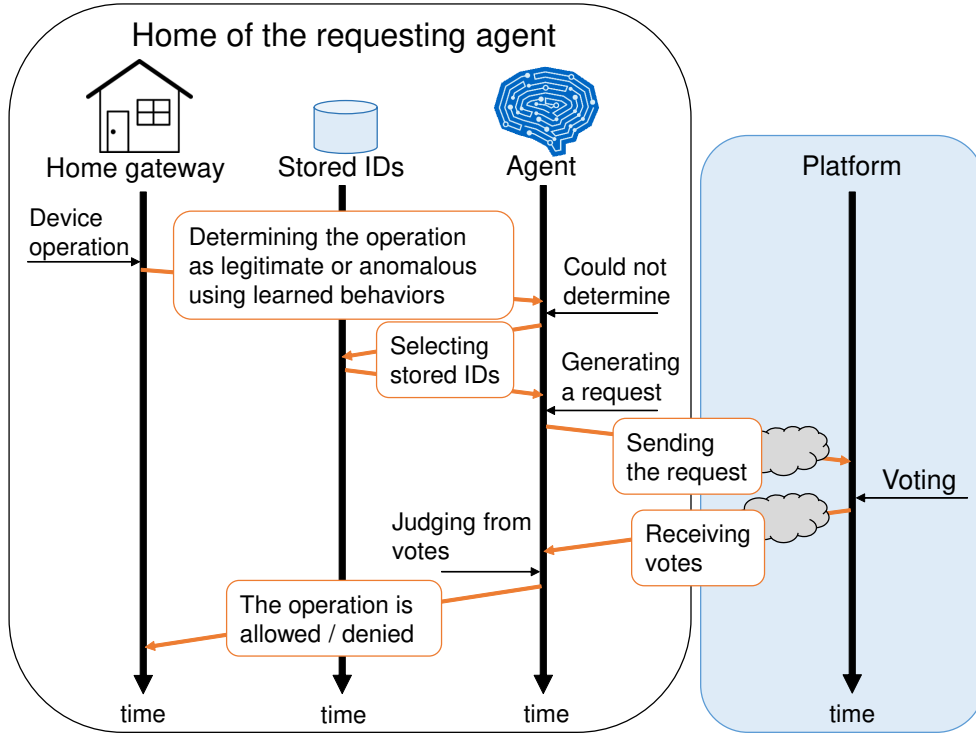 Home of the requesting agent
Home gateway
Stored IDs
Agent
Platform
Device
operation
Determining the operation
as legitimate or anomalous
using learned behaviors
Could not
determine
Selecting
stored IDs
Generating
a request
Sending
the request
Voting
Judging from
votes
Receiving
votes
The operation is
allowed / denied
time
time
time
time